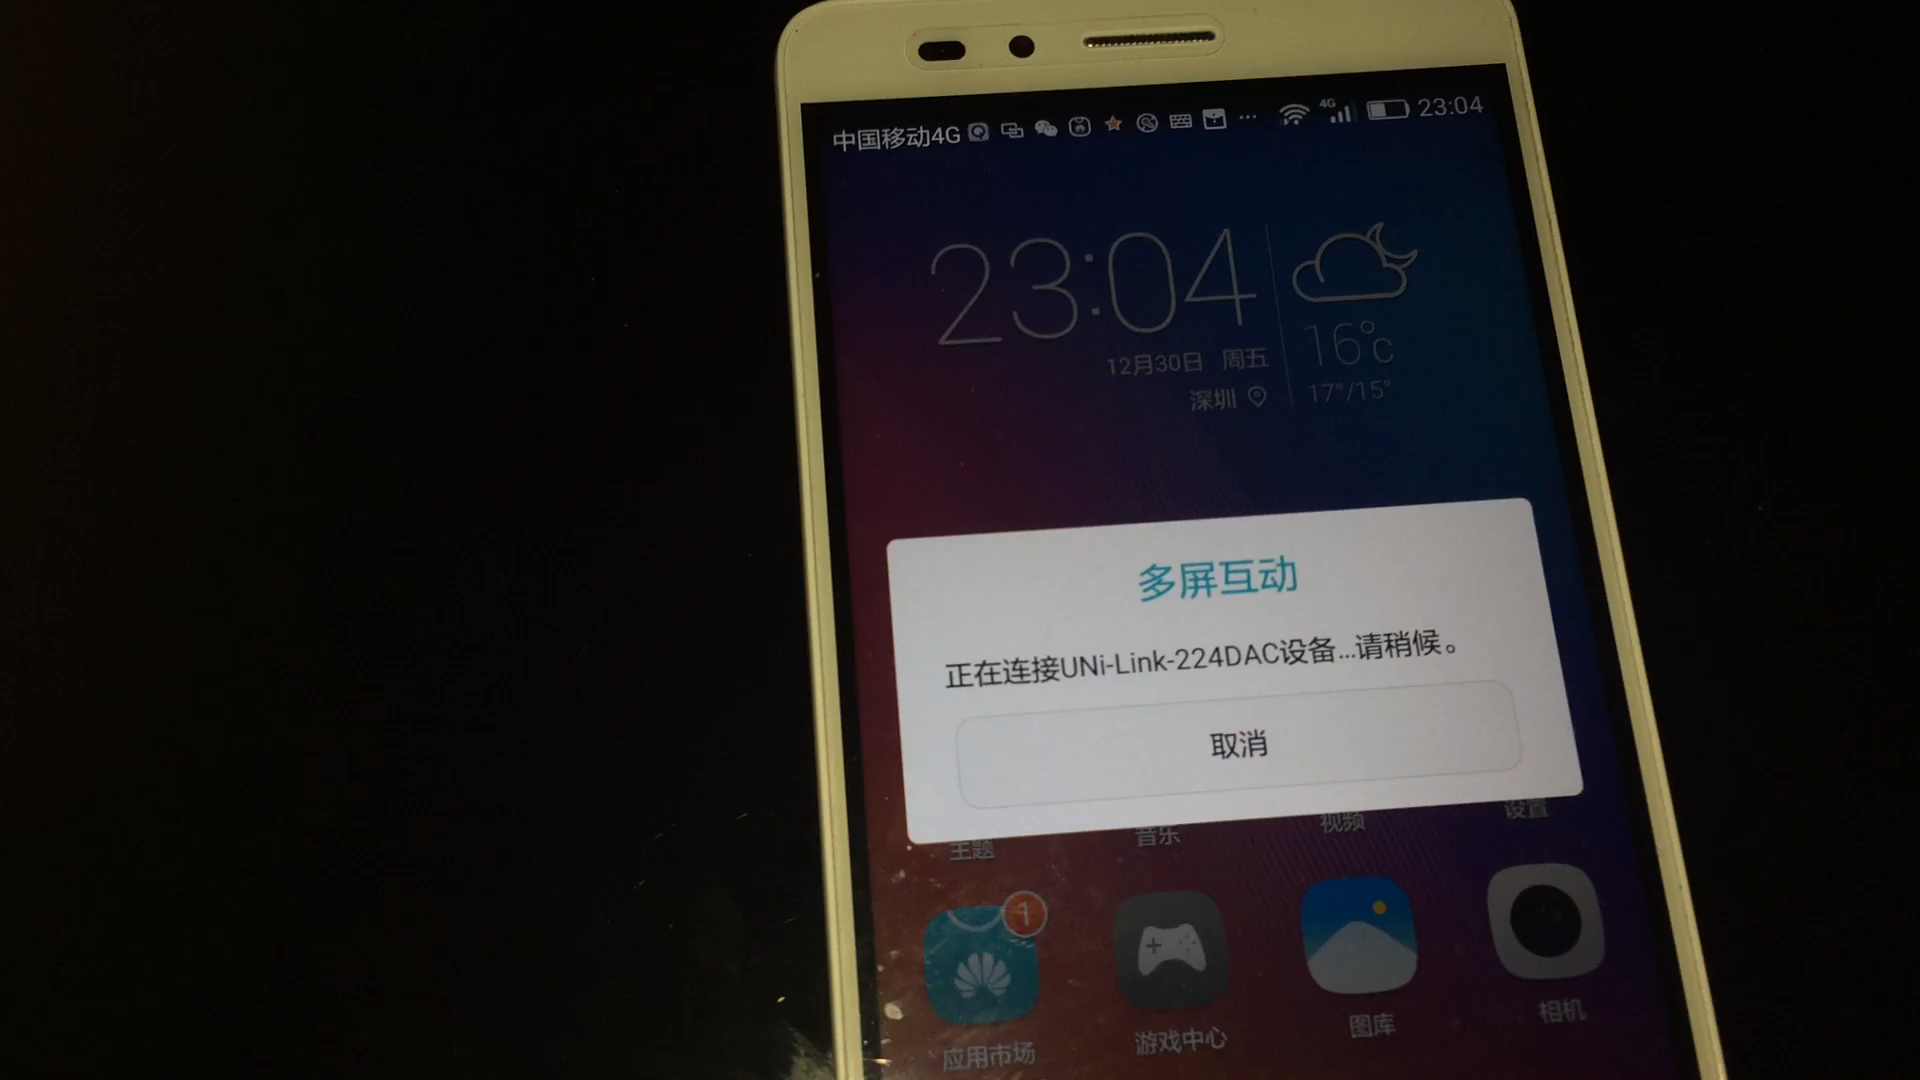 中国移动4G 4G 23:04
23:04
12月30日 周五
深圳
16°C
17°/15°
多屏互动
正在连接UNi-Link-224DAC设备...请稍候。
取消
主题 音乐 视频 设置
1
应用市场 游戏中心 图库 相机